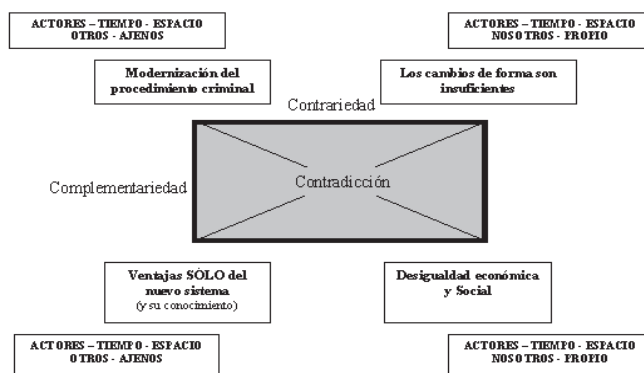 ACTORES – TIEMPO - ESPACIO
OTROS - AJENOS
ACTORES – TIEMPO - ESPACIO
NOSOTROS - PROPIO
Modernización del
procedimiento criminal
Los cambios de forma son
insuficientes
Contrariedad
Complementariedad
Contradicción
Ventajas SÓLO del
nuevo sistema
(y su conocimiento)
Desigualdad económica
y Social
ACTORES – TIEMPO - ESPACIO
OTROS - AJENOS
ACTORES – TIEMPO - ESPACIO
NOSOTROS - PROPIO